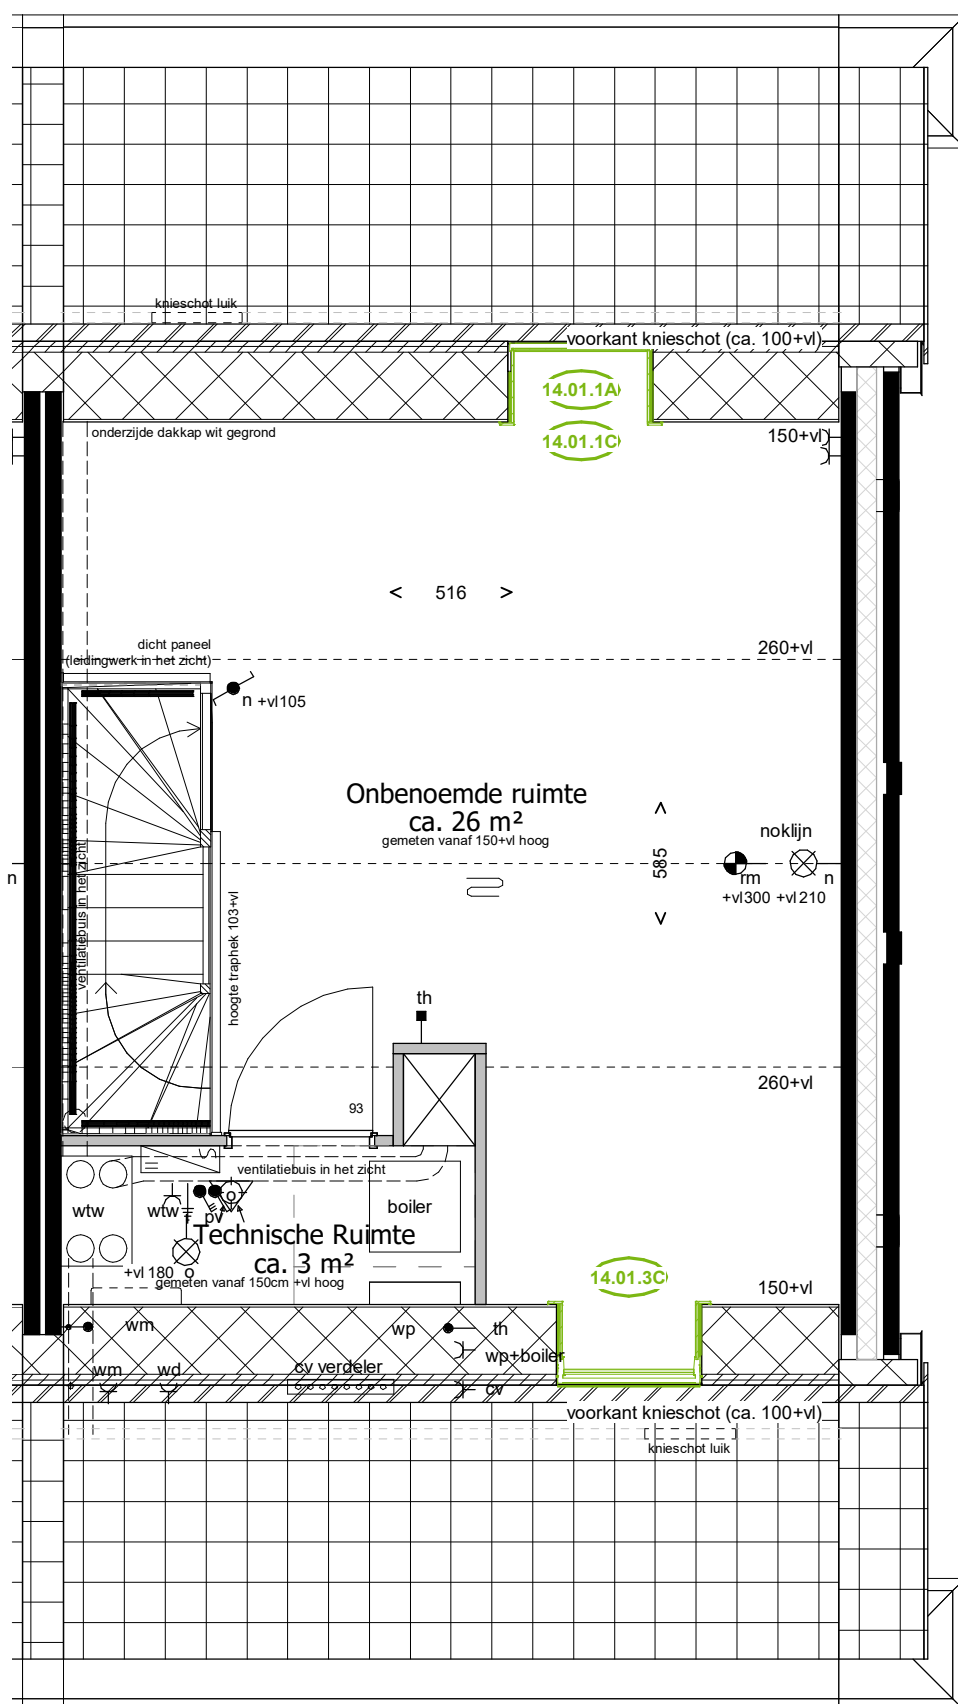 knieschot luik
voorkant knieschot (ca. 100+vl)
14.01.1A
onderzijde dakkap wit gegrond
14.01.1C
150+vl
< 516 >
dicht paneel
(leidingwerk in het zicht)
260+vl
n +vl105
Onbenoemde ruimte
ca. 26 m²
gemeten vanaf 150+vl hoog
noklijn
585
n
rm
n
+vl300 +vl210
ventilatiebuis in het zicht
hoogte traphek 103+vl
th
260+vl
93
ventilatiebuis in het zicht
wtw
wtw
pv
boiler
Technische Ruimte
ca. 3 m²
+vl 180
gemeten vanaf 150cm +vl hoog
14.01.3C
150+vl
wm
wp
th
wp+boiler
wm
wd
cv verdeler
cv
voorkant knieschot (ca. 100+vl)
knieschot luik